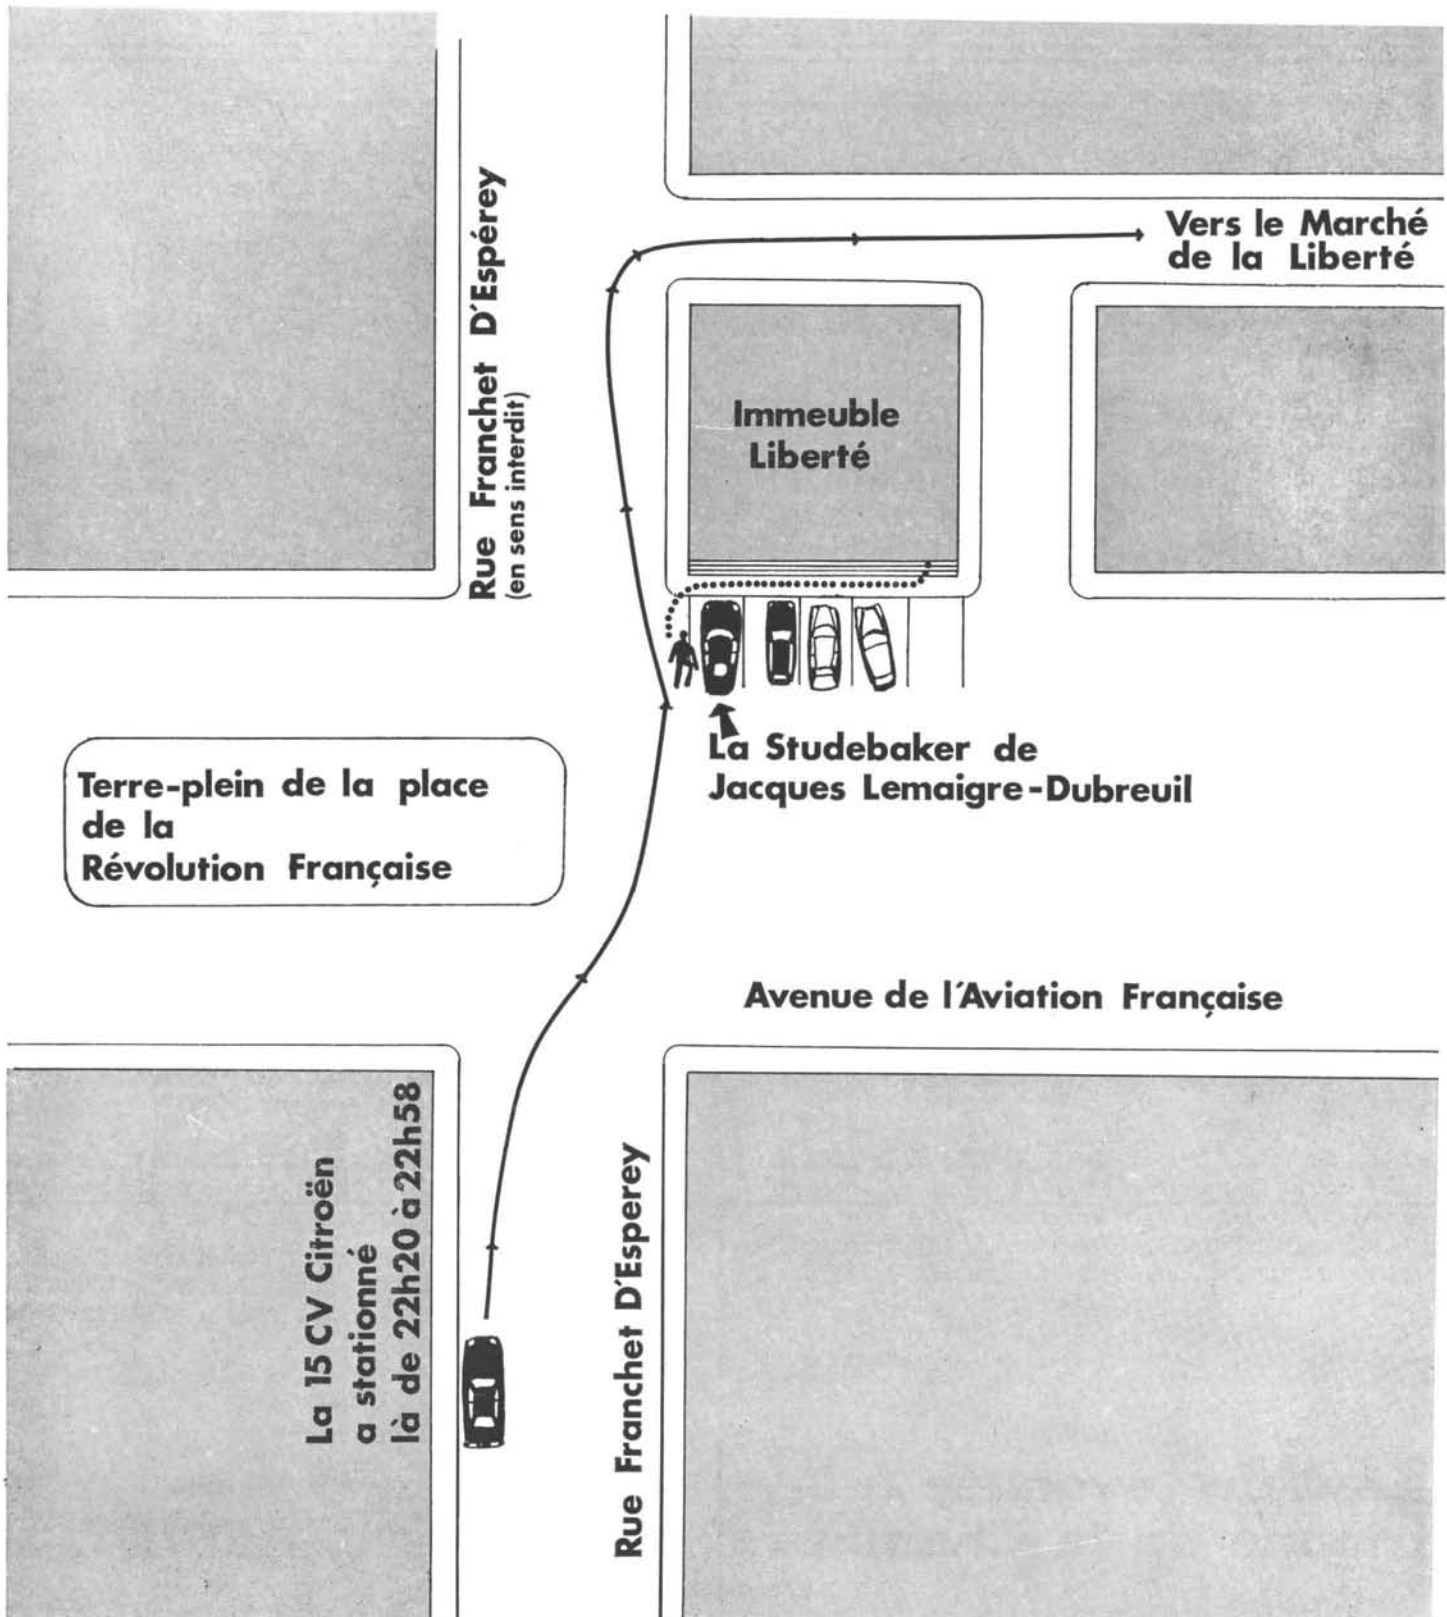 Rue Franchet D'Espérey
(en sens interdit)
Vers le Marché
de la Liberté
Immeuble
Liberté
La Studebaker de
Jacques Lemaigre-Dubreuil
Terre-plein de la place
de la
Révolution Française
Avenue de l'Aviation Française
La 15 CV Citroën
a stationné
là de 22h20 à 22h58
Rue Franchet D'Esperey